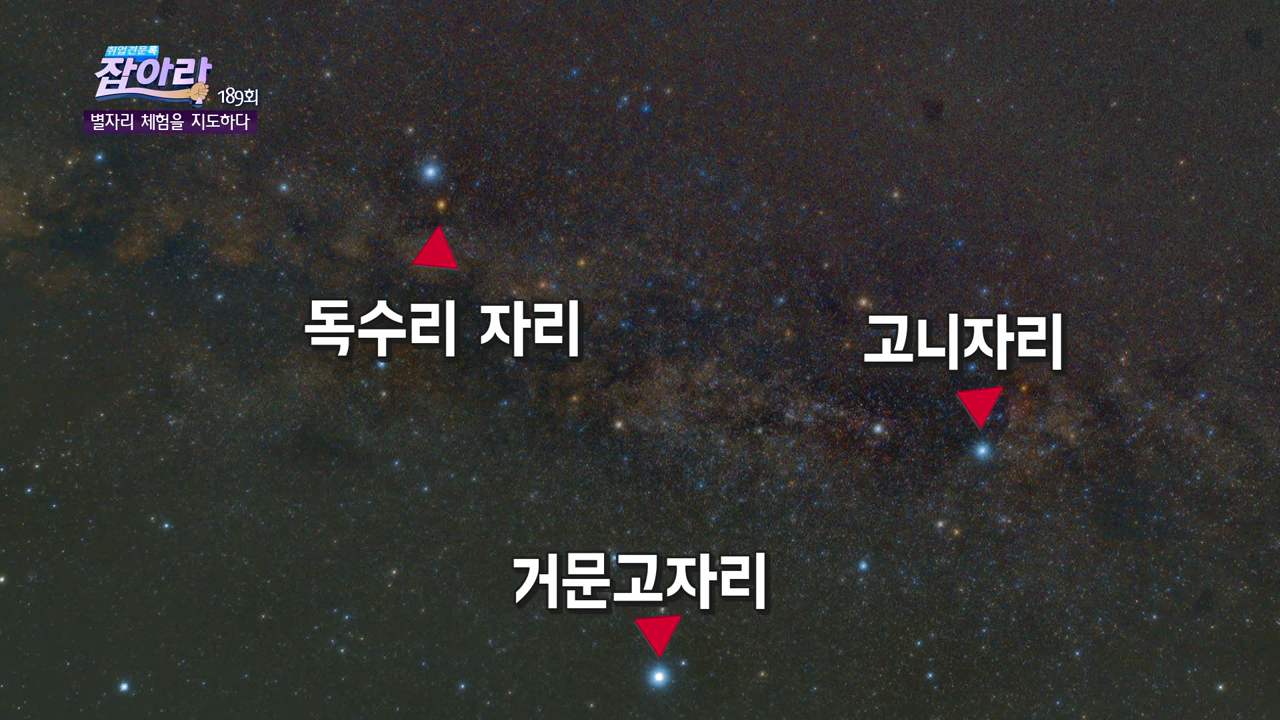 취업견문록
잡아라
189회
별자리 체험을 지도하다
독수리 자리
고니자리
거문고자리